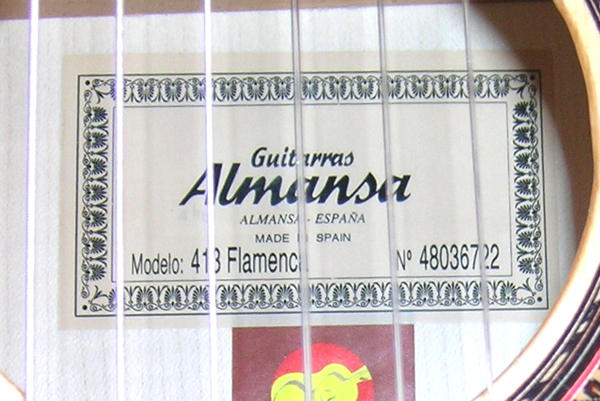 Guitarras
Almansa
ALMANSA - ESPAÑA
MADE IN SPAIN
Modelo: 413 Flamenca
Nº 48036722